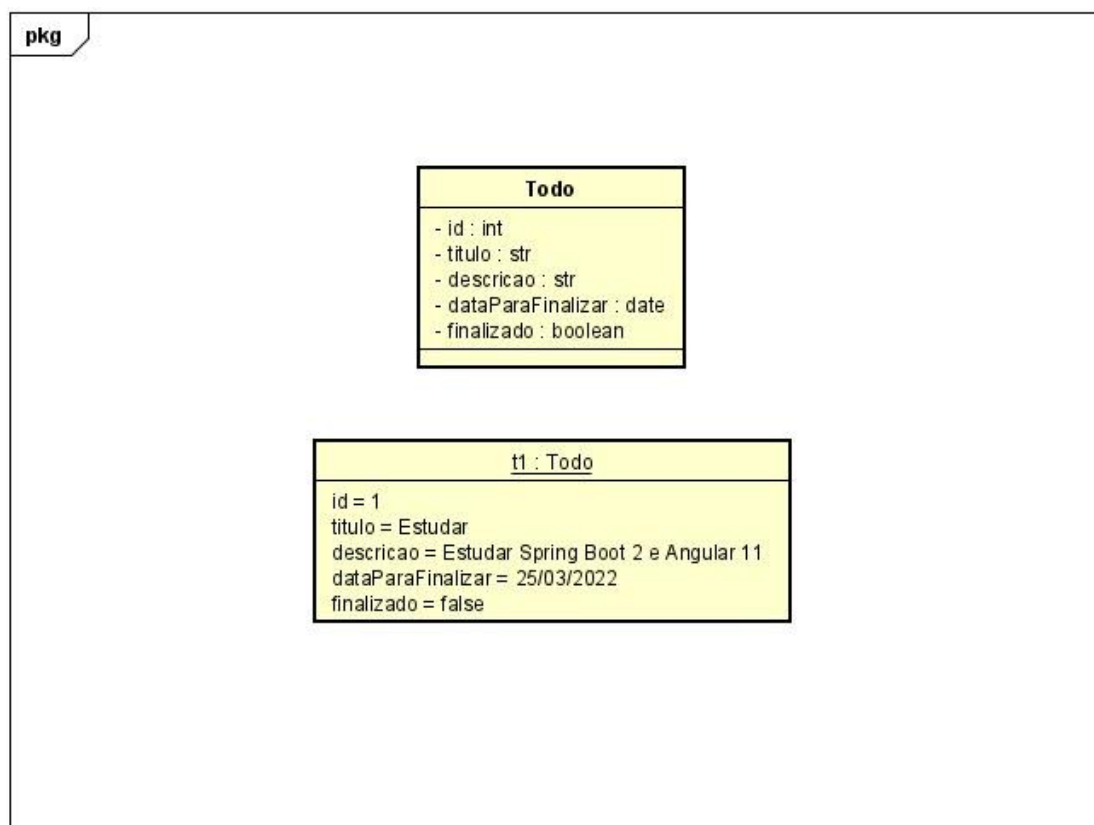 pkg
Todo
- id : int
- titulo : str
- descricao : str
- dataParaFinalizar : date
- finalizado : boolean
t1 : Todo
id = 1
titulo = Estudar
descricao = Estudar Spring Boot 2 e Angular 11
dataParaFinalizar = 25/03/2022
finalizado = false